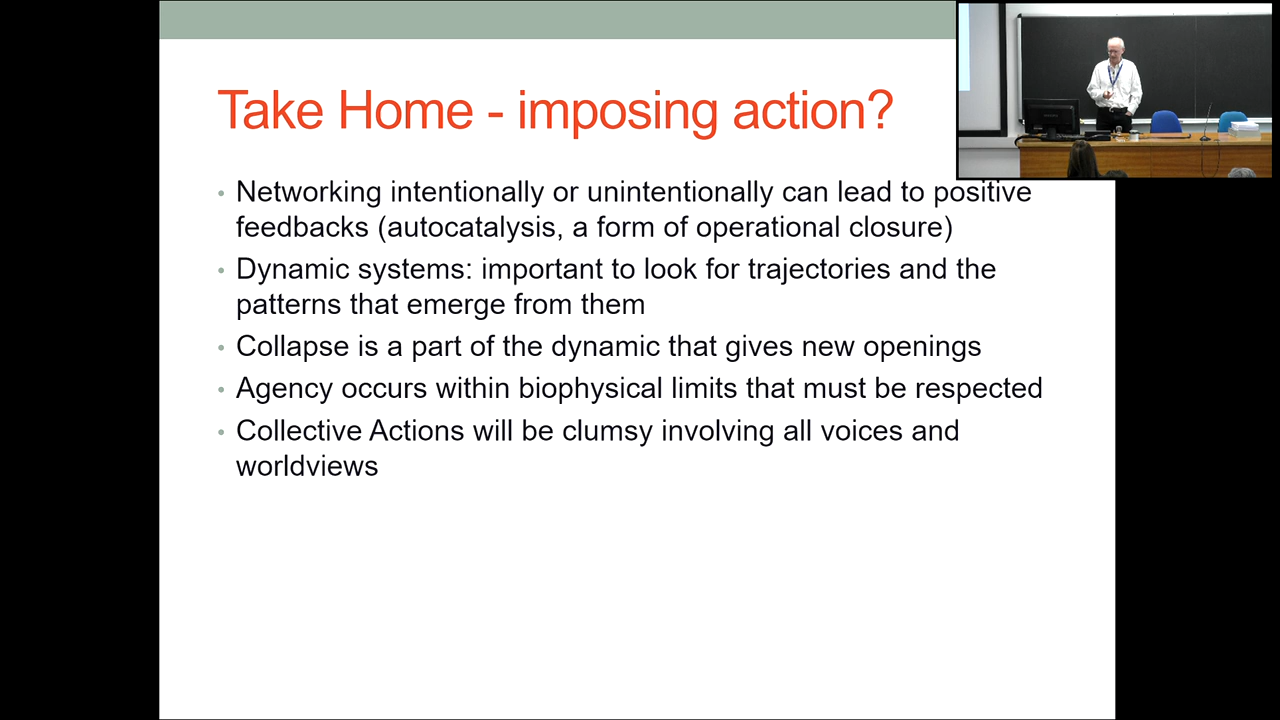 Take Home - imposing action?
• Networking intentionally or unintentionally can lead to positive
feedbacks (autocatalysis, a form of operational closure)
• Dynamic systems: important to look for trajectories and the
patterns that emerge from them
• Collapse is a part of the dynamic that gives new openings
• Agency occurs within biophysical limits that must be respected
• Collective Actions will be clumsy involving all voices and
worldviews